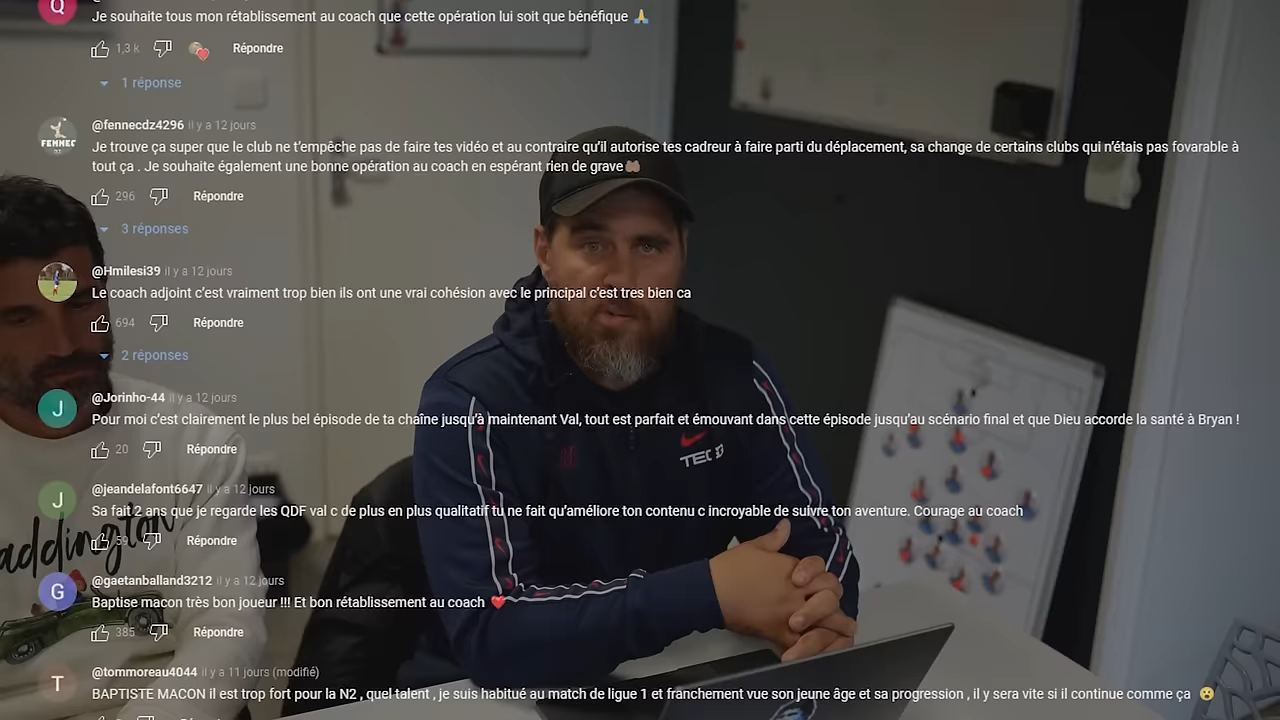 Q
Je souhaite tous mon rétablissement au coach que cette opération lui soit que bénéfique 🙏
1,3 k Répondre
1 réponse
FENNEC
@fennecdz4296 il y a 12 jours
Je trouve ça super que le club ne t'empêche pas de faire tes vidéo et au contraire qu'il autorise tes cadreur à faire parti du déplacement, sa change de certains clubs qui n'étais pas fovarable à
tout ça . Je souhaite également une bonne opération au coach en espérant rien de grave🤲🏼
296 Répondre
3 réponses
@Hmilesi39 il y a 12 jours
Le coach adjoint c'est vraiment trop bien ils ont une vrai cohésion avec le principal c'est tres bien ca
694 Répondre
2 réponses
J
@Jorinho-44 il y a 12 jours
Pour moi c'est clairement le plus bel épisode de ta chaîne jusqu'à maintenant Val, tout est parfait et émouvant dans cette épisode jusqu'au scénario final et que Dieu accorde la santé à Bryan !
20 Répondre
TEC
J
@jeandelafont6647 il y a 12 jours
Sa fait 2 ans que je regarde les QDF val c de plus en plus qualitatif tu ne fait qu'améliore ton contenu c incroyable de suivre ton aventure. Courage au coach
59 Répondre
addington
G
@gaetanballand3212 il y a 12 jours
Baptise macon très bon joueur !!! Et bon rétablissement au coach ❤️
385 Répondre
T
@tommoreau4044 il y a 11 jours (modifié)
BAPTISTE MACON il est trop fort pour la N2 , quel talent , je suis habitué au match de ligue 1 et franchement vue son jeune âge et sa progression , il y sera vite si il continue comme ça 😮